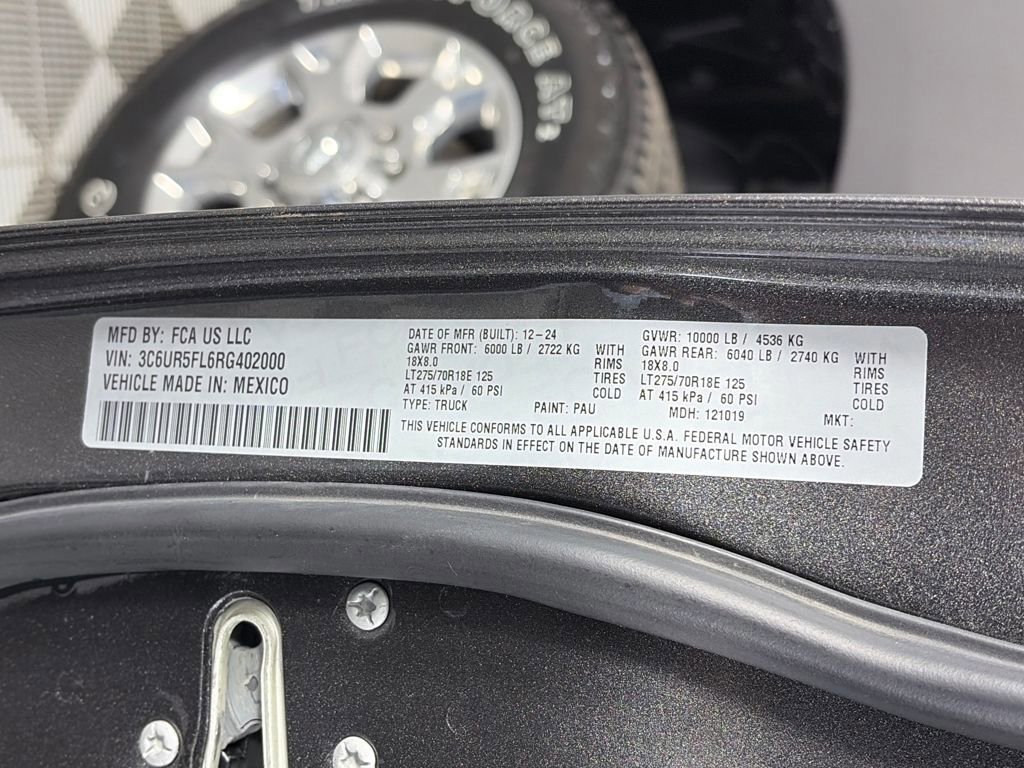 FORCE AT,
MFD BY: FCA US LLC
VIN: 3C6UR5FL6RG402000
VEHICLE MADE IN: MEXICO
DATE OF MFR (BUILT): 12-24
GAWR FRONT: 6000 LB / 2722 KG WITH
18X8.0 RIMS
LT275/70R18E 125 TIRES
AT 415 kPa / 60 PSI COLD
TYPE: TRUCK PAINT: PAU
GVWR: 10000 LB / 4536 KG
GAWR REAR: 6040 LB / 2740 KG WITH
18X8.0 RIMS
LT275/70R18E 125 TIRES
AT 415 kPa / 60 PSI COLD
MDH: 121019 MKT:
THIS VEHICLE CONFORMS TO ALL APPLICABLE U.S.A. FEDERAL MOTOR VEHICLE SAFETY
STANDARDS IN EFFECT ON THE DATE OF MANUFACTURE SHOWN ABOVE.